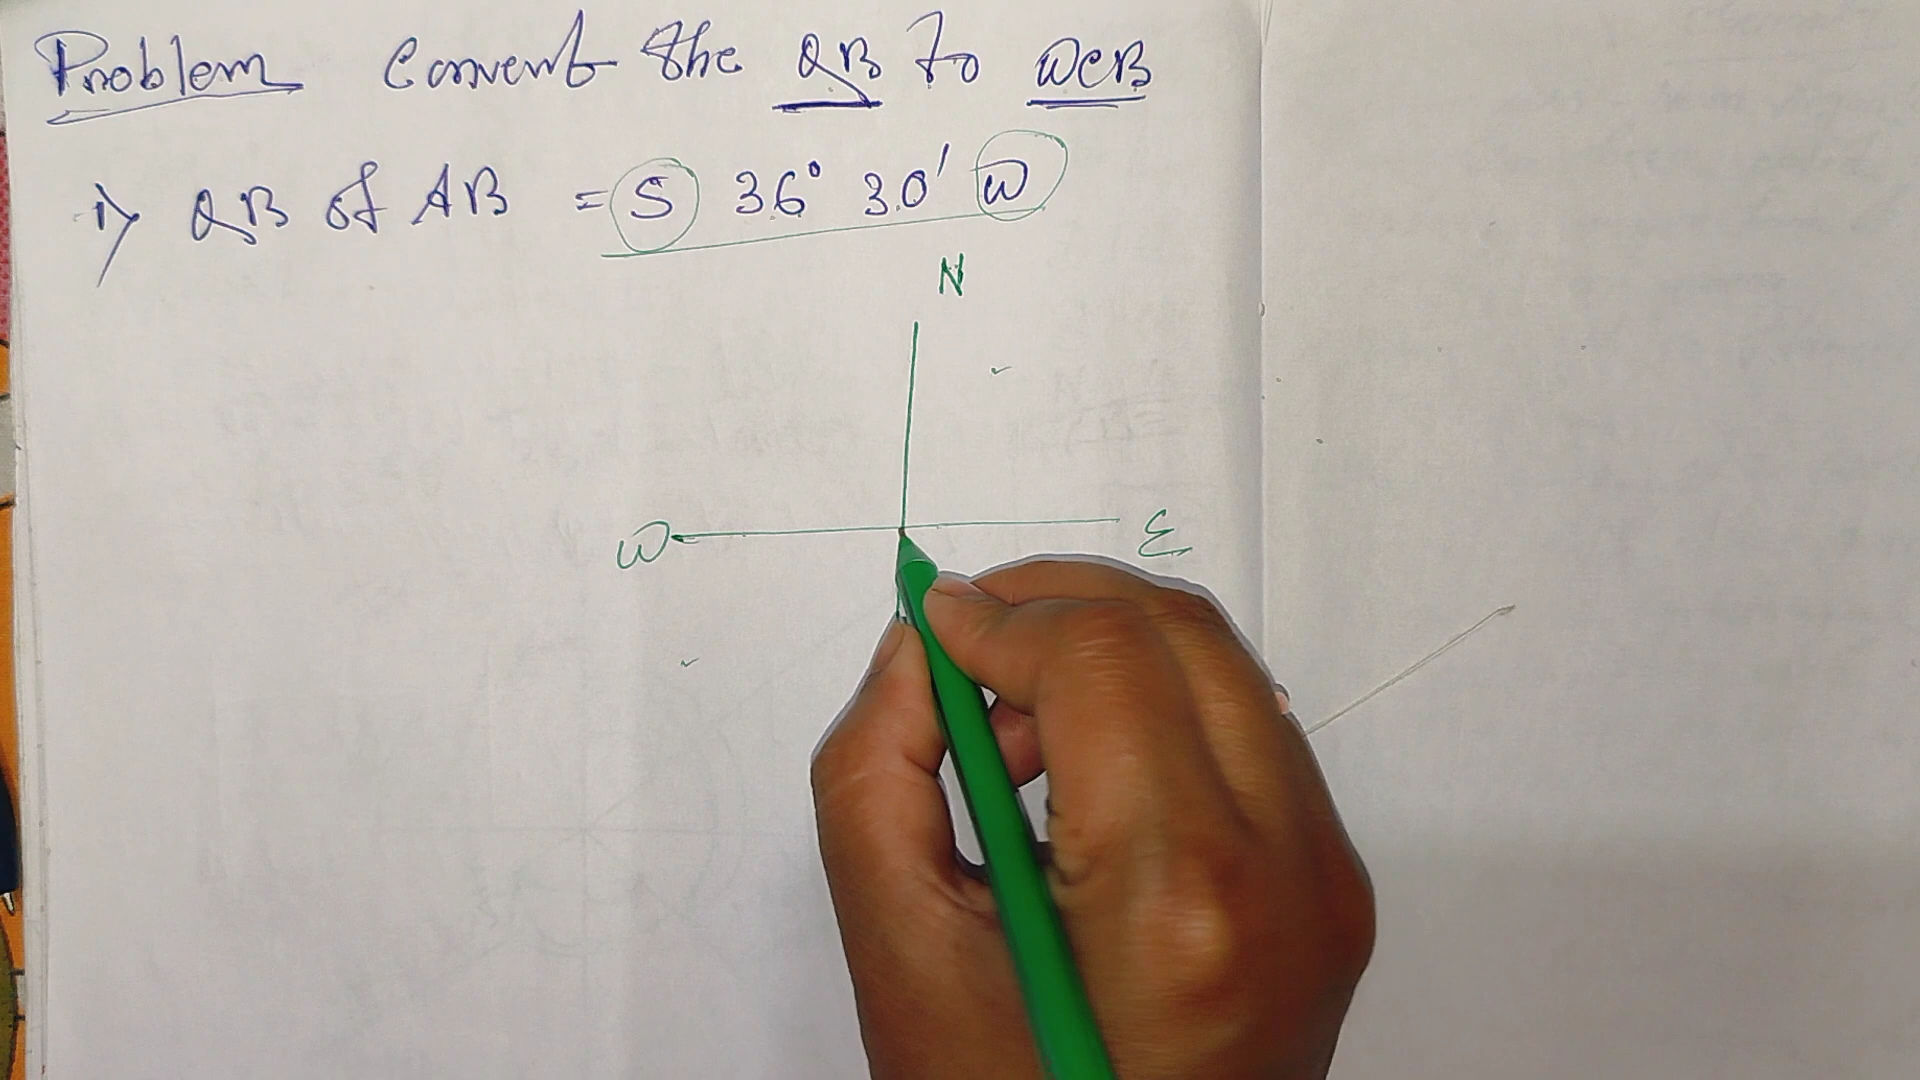 Problem Convert the QB to WCB
1) QB of AB = S 36° 30' W
N
W E